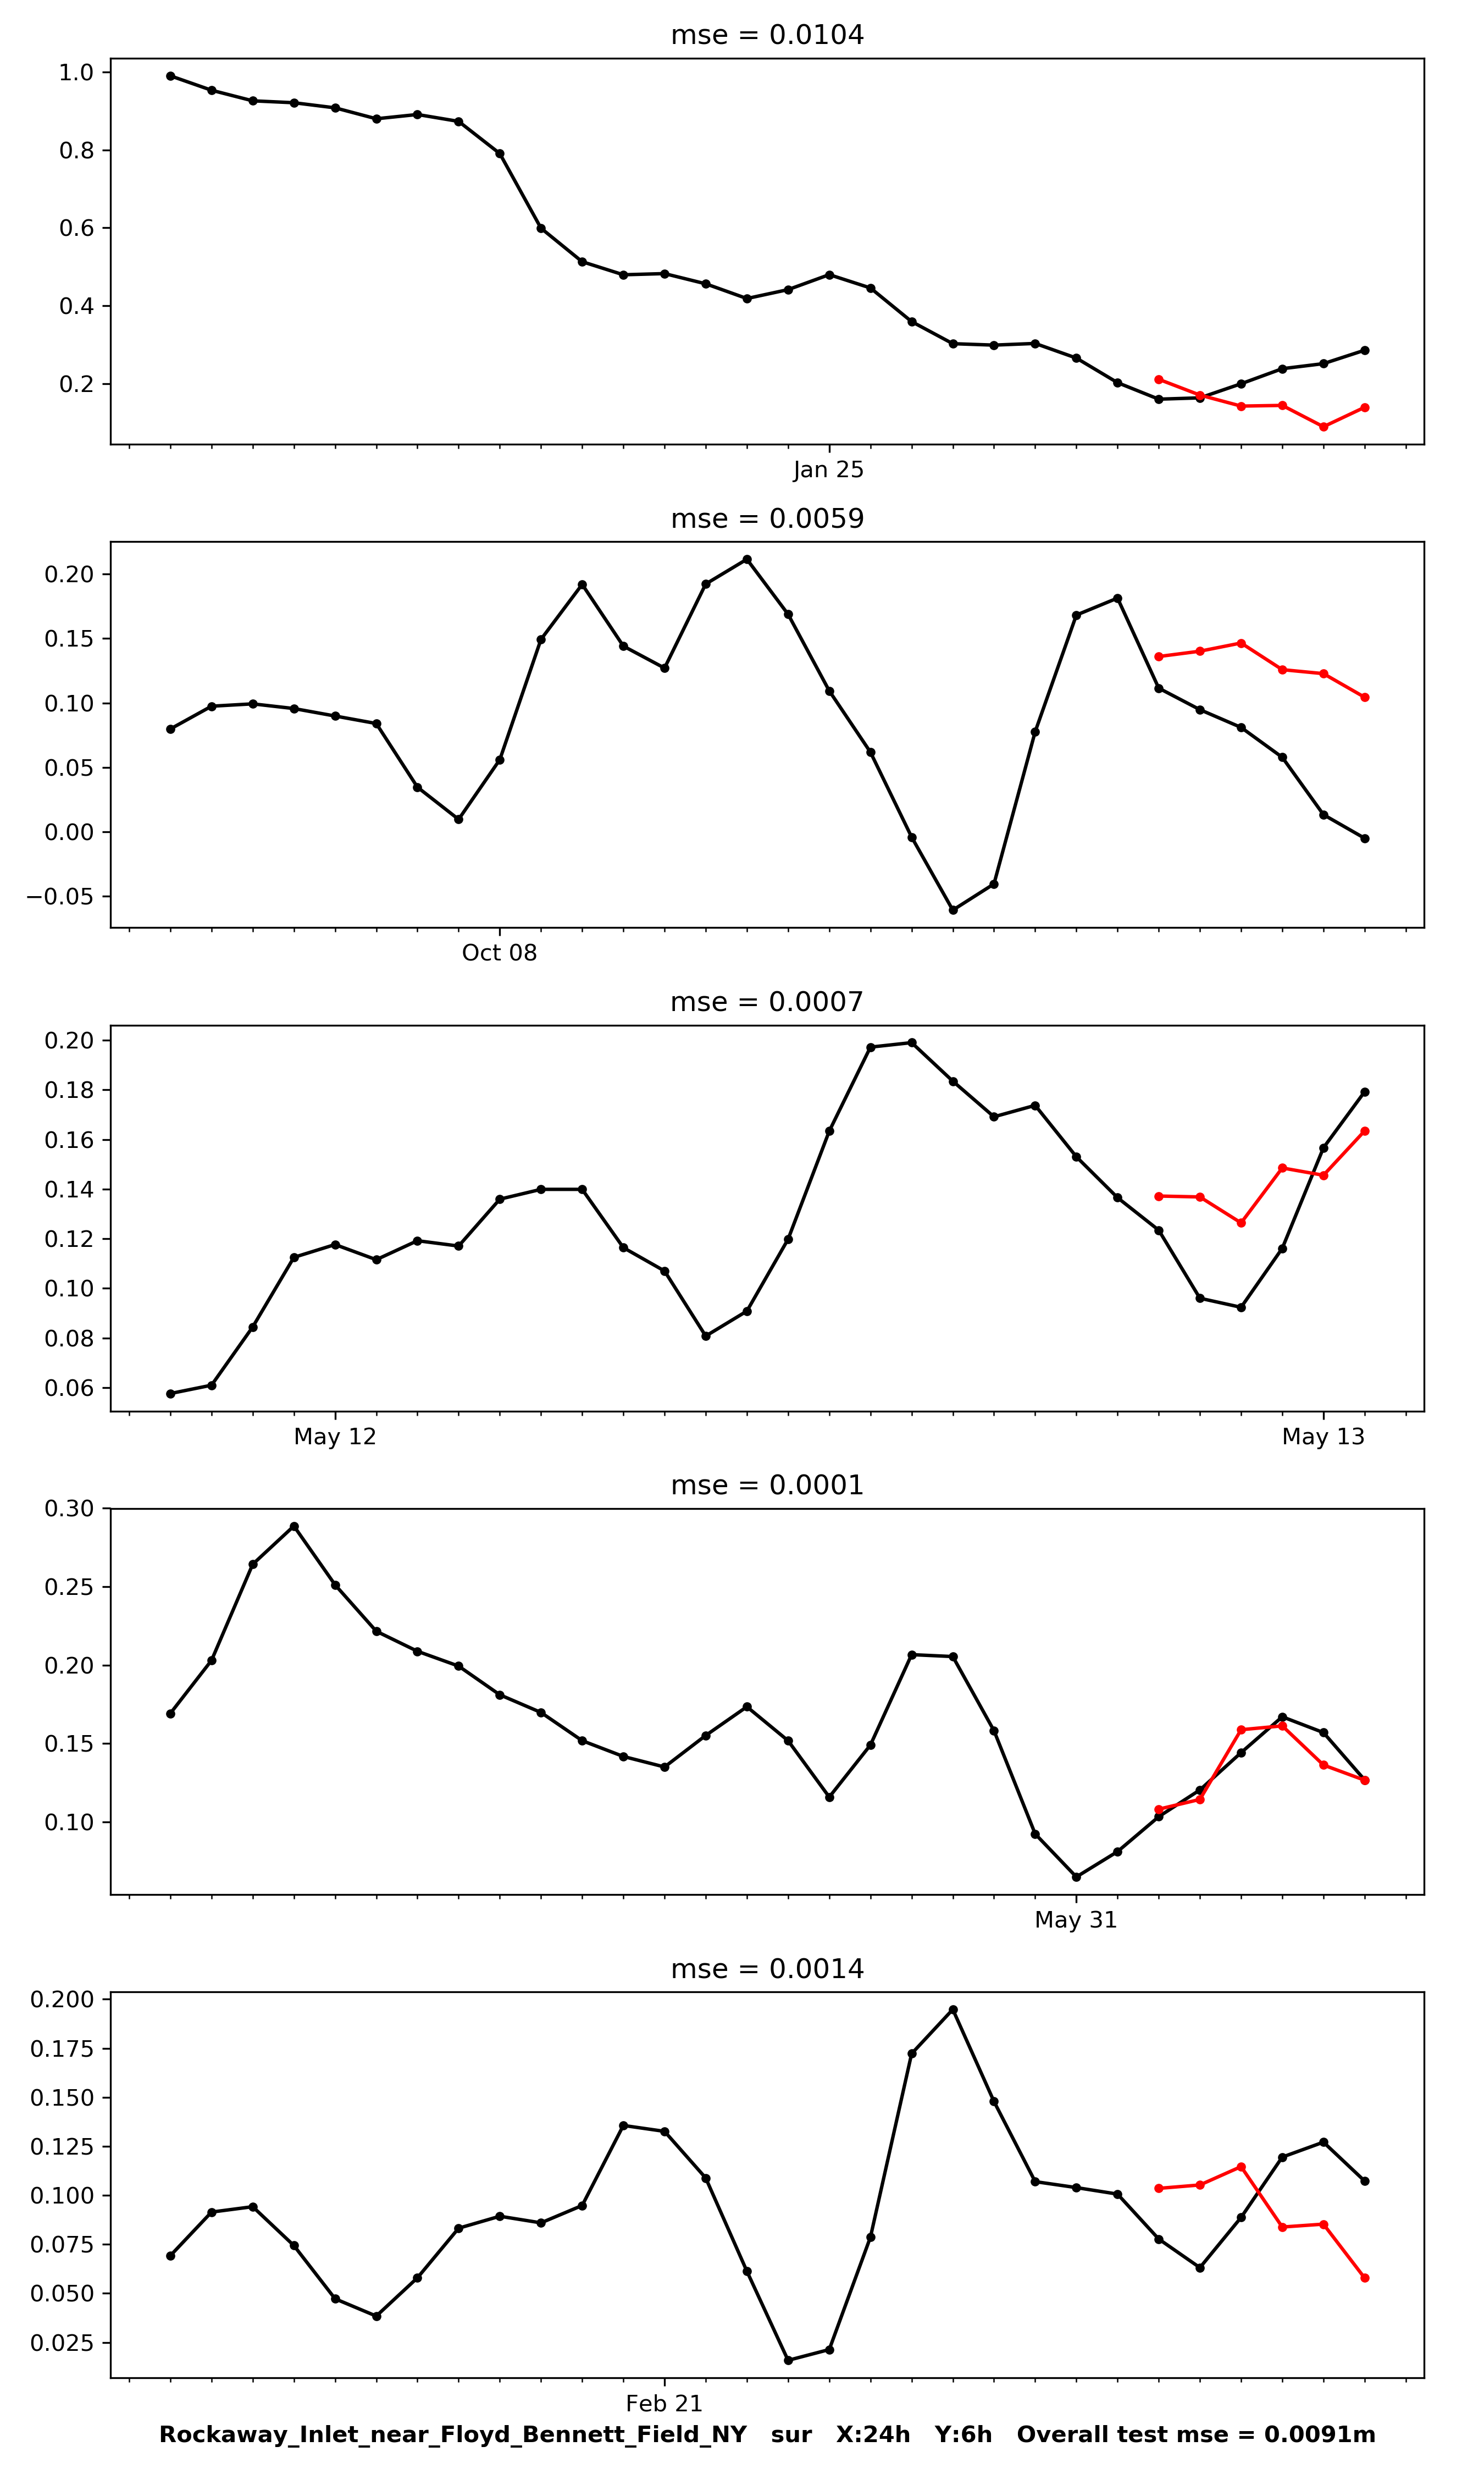 mse = 0.0104
1.0
0.8
0.6
0.4
0.2
Jan 25
mse = 0.0059
0.20
0.15
0.10
0.05
0.00
−0.05
Oct 08
mse = 0.0007
0.20
0.18
0.16
0.14
0.12
0.10
0.08
0.06
May 12 May 13
mse = 0.0001
0.30
0.25
0.20
0.15
0.10
May 31
mse = 0.0014
0.200
0.175
0.150
0.125
0.100
0.075
0.050
0.025
Feb 21
Rockaway_Inlet_near_Floyd_Bennett_Field_NY sur X:24h Y:6h Overall test mse = 0.0091m